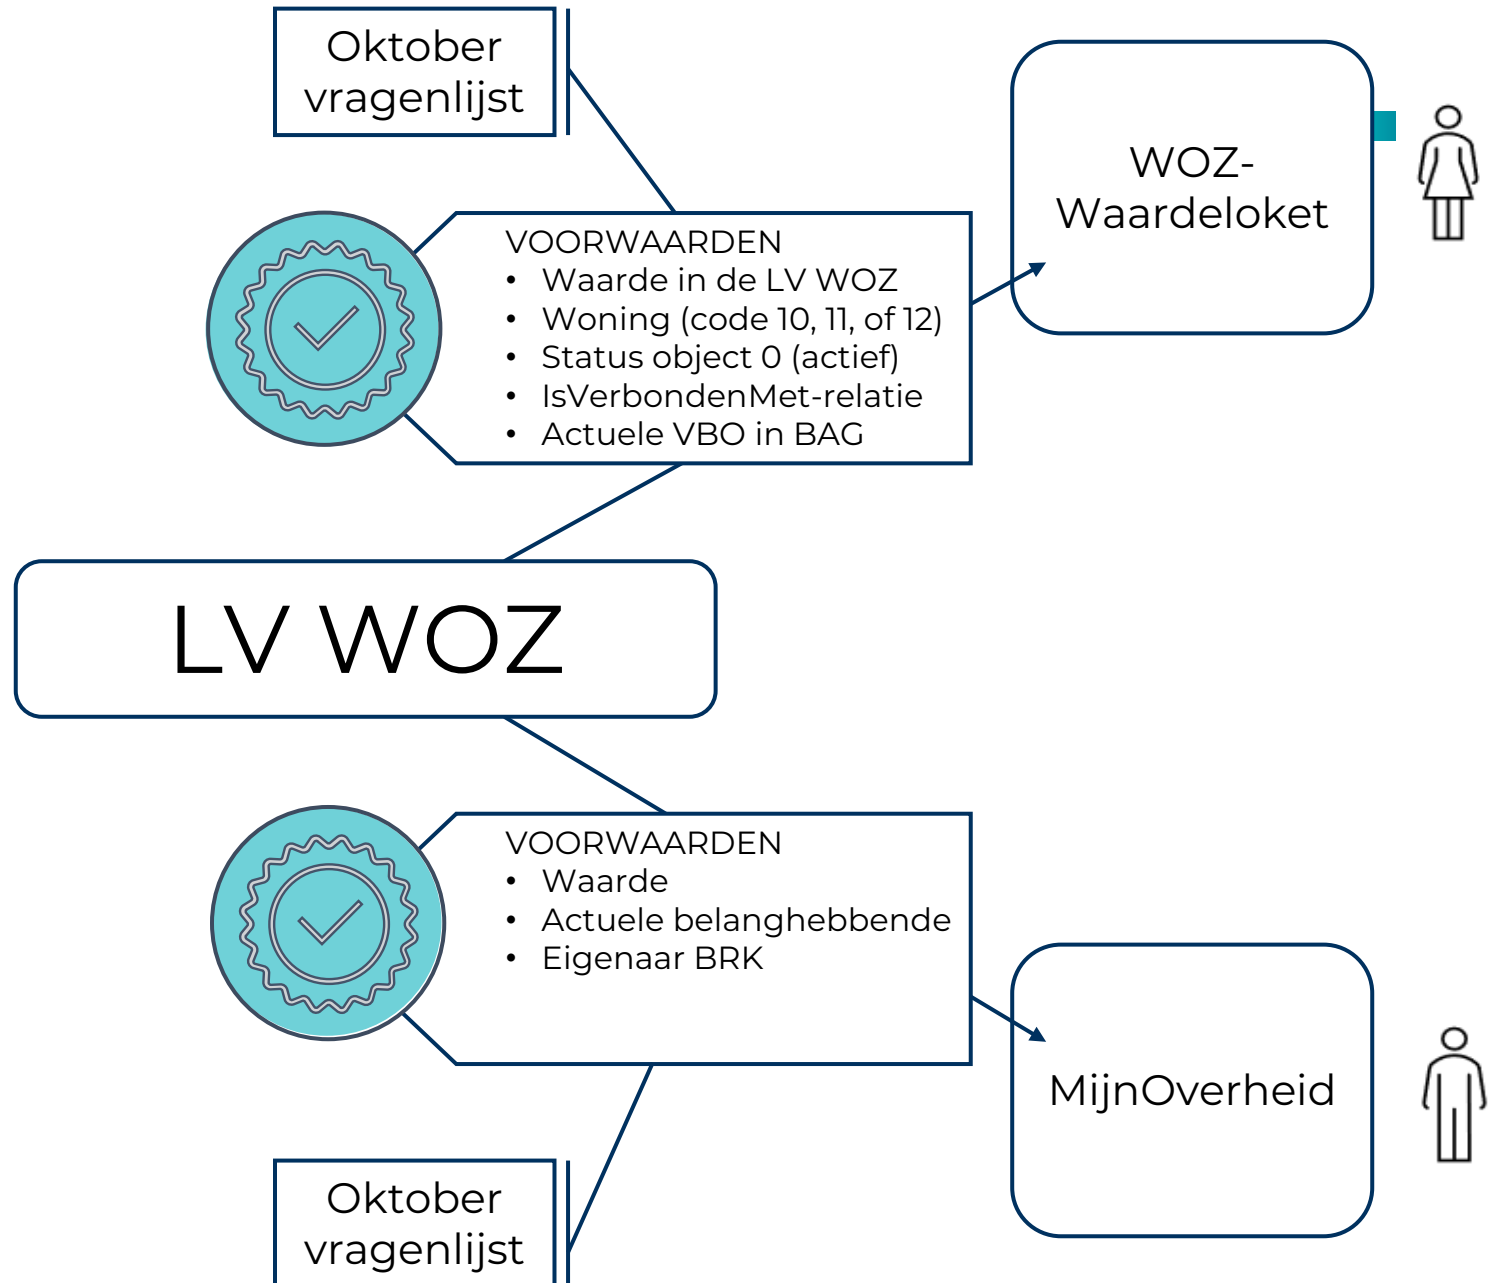 Oktober
vragenlijst
WOZ-
Waardeloket
VOORWAARDEN
• Waarde in de LV WOZ
• Woning (code 10, 11, of 12)
• Status object 0 (actief)
• IsVerbondenMet-relatie
• Actuele VBO in BAG
LV WOZ
VOORWAARDEN
• Waarde
• Actuele belanghebbende
• Eigenaar BRK
MijnOverheid
Oktober
vragenlijst